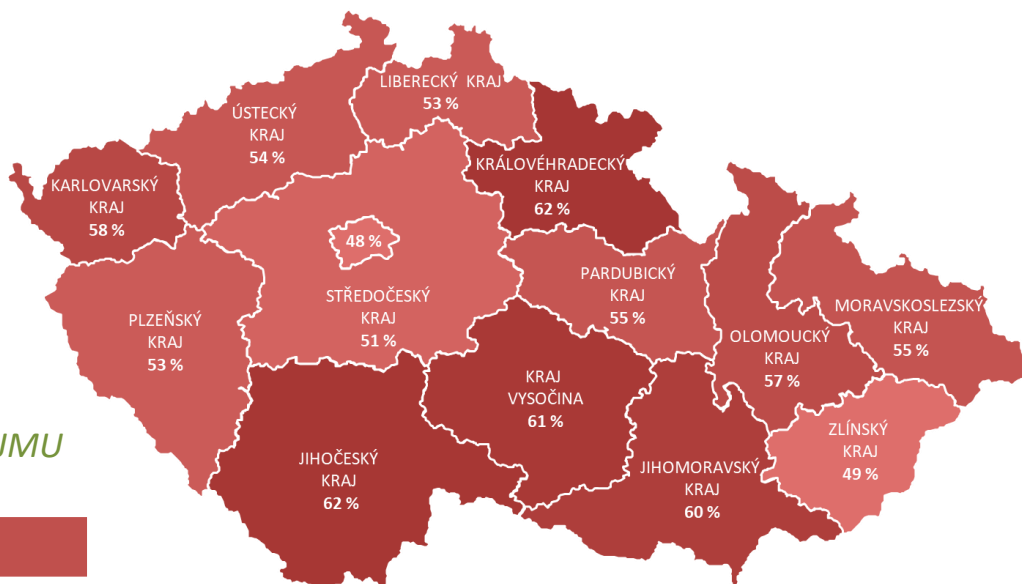 LIBERECKÝ KRAJ
53 %
ÚSTECKÝ
KRAJ
54 %
KRÁLOVÉHRADECKÝ
KRAJ
62 %
KARLOVARSKÝ
KRAJ
58 %
48 %
STŘEDOČESKÝ
KRAJ
51 %
PARDUBICKÝ
KRAJ
55 %
MORAVSKOSLEZSKÝ
KRAJ
55 %
PLZEŇSKÝ
KRAJ
53 %
OLOMOUCKÝ
KRAJ
57 %
KRAJ
VYSOČINA
61 %
ZLÍNSKÝ
KRAJ
49 %
JIHOČESKÝ
KRAJ
62 %
JIHOMORAVSKÝ
KRAJ
60 %